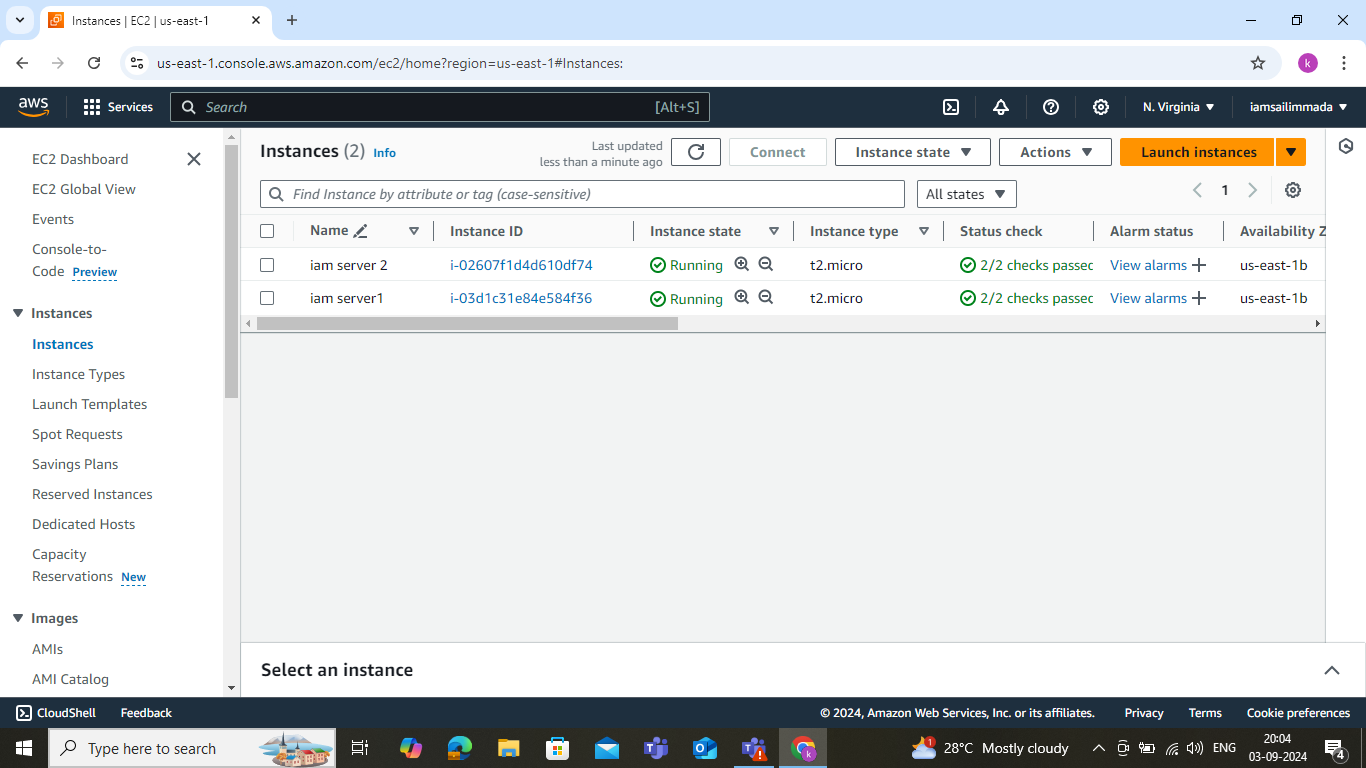 Instances | EC2 | us-east-1
us-east-1.console.aws.amazon.com/ec2/home?region=us-east-1#Instances:
k
aws
Services
Search
[Alt+S]
N. Virginia
iamsailimmada
EC2 Dashboard
EC2 Global View
Events
Console-to-
Code Preview
Instances
Instances
Instance Types
Launch Templates
Spot Requests
Savings Plans
Reserved Instances
Dedicated Hosts
Capacity
Reservations New
Images
AMIs
AMI Catalog
Instances (2) Info
Last updated
less than a minute ago
Connect
Instance state
Actions
Launch instances
Find Instance by attribute or tag (case-sensitive)
All states
1
Name Instance ID Instance state Instance type Status check Alarm status Availability Z
iam server 2 i-02607f1d4d610df74 Running t2.micro 2/2 checks passec View alarms + us-east-1b
iam server1 i-03d1c31e84e584f36 Running t2.micro 2/2 checks passec View alarms + us-east-1b
Select an instance
CloudShell Feedback
© 2024, Amazon Web Services, Inc. or its affiliates. Privacy Terms Cookie preferences
Type here to search
k
28°C Mostly cloudy
ENG
20:04
03-09-2024
4